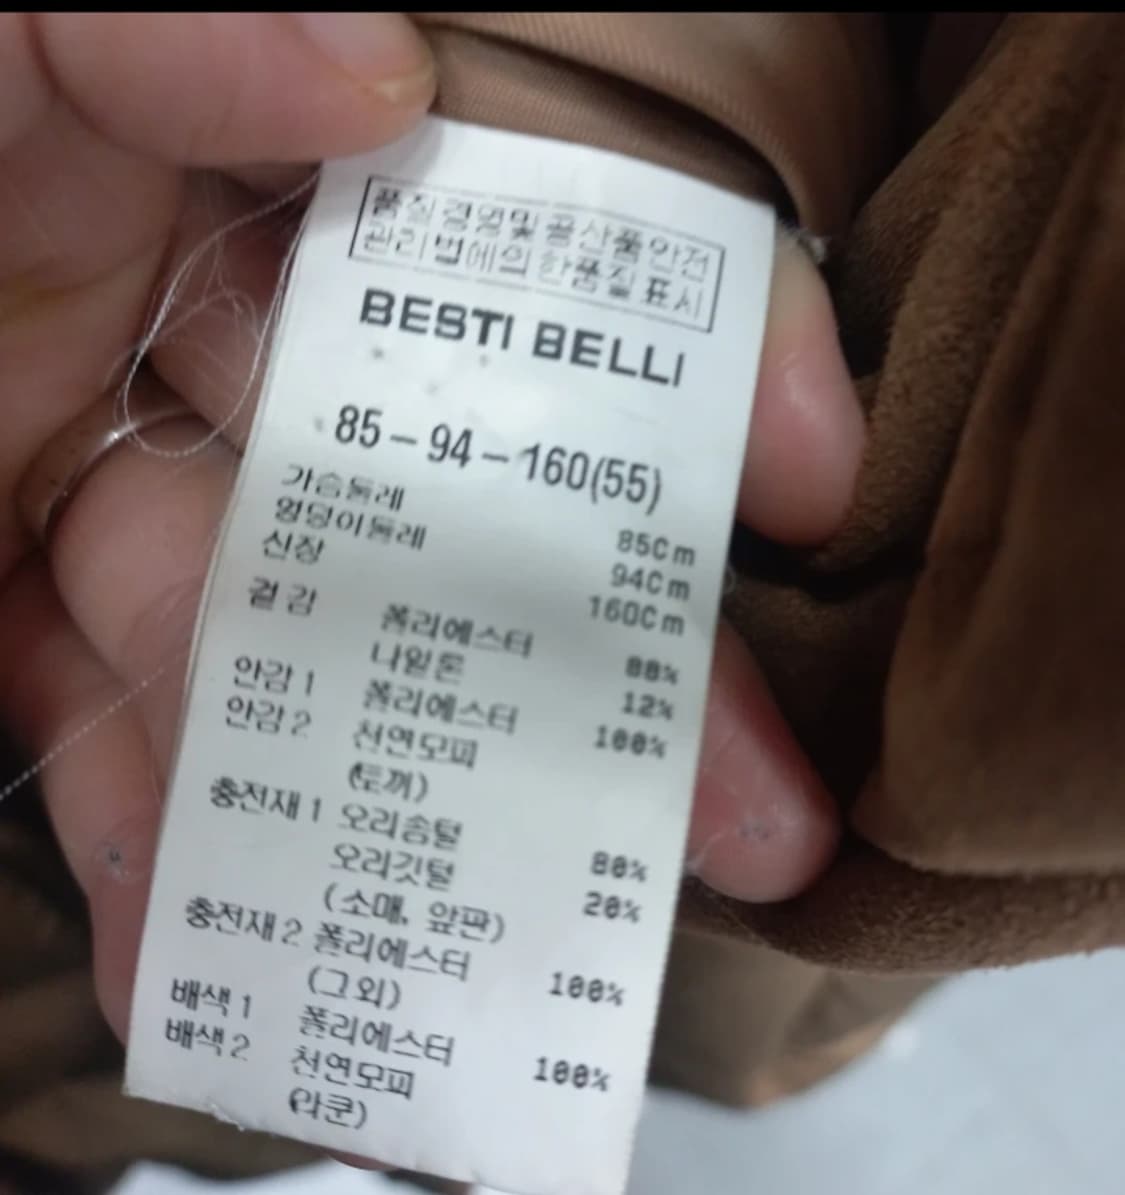 품질경영및공산품안전
관리법에의한품질표시
BESTI BELLI
85-94-160(55)
가슴둘레 85Cm
엉덩이둘레 94Cm
신장 160Cm
겉감 폴리에스터 88%
나일론 12%
안감1 폴리에스터 100%
안감2 천연모피
(토끼)
충전재1 오리솜털 80%
오리깃털 20%
(소매, 앞판)
충전재2 폴리에스터 100%
(그외)
배색1 폴리에스터 100%
배색2 천연모피
(라쿤)